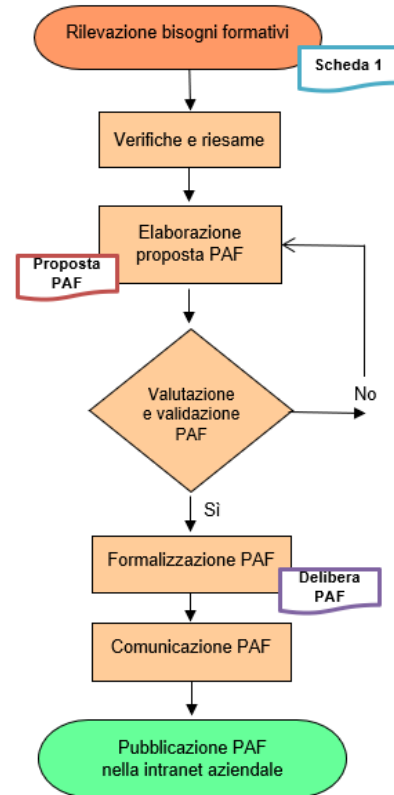 Rilevazione bisogni formativi
Scheda 1
Verifiche e riesame
Elaborazione
proposta PAF
Proposta
PAF
Valutazione
e validazione
PAF
No
Sì
Formalizzazione PAF
Delibera
PAF
Comunicazione PAF
Pubblicazione PAF
nella intranet aziendale